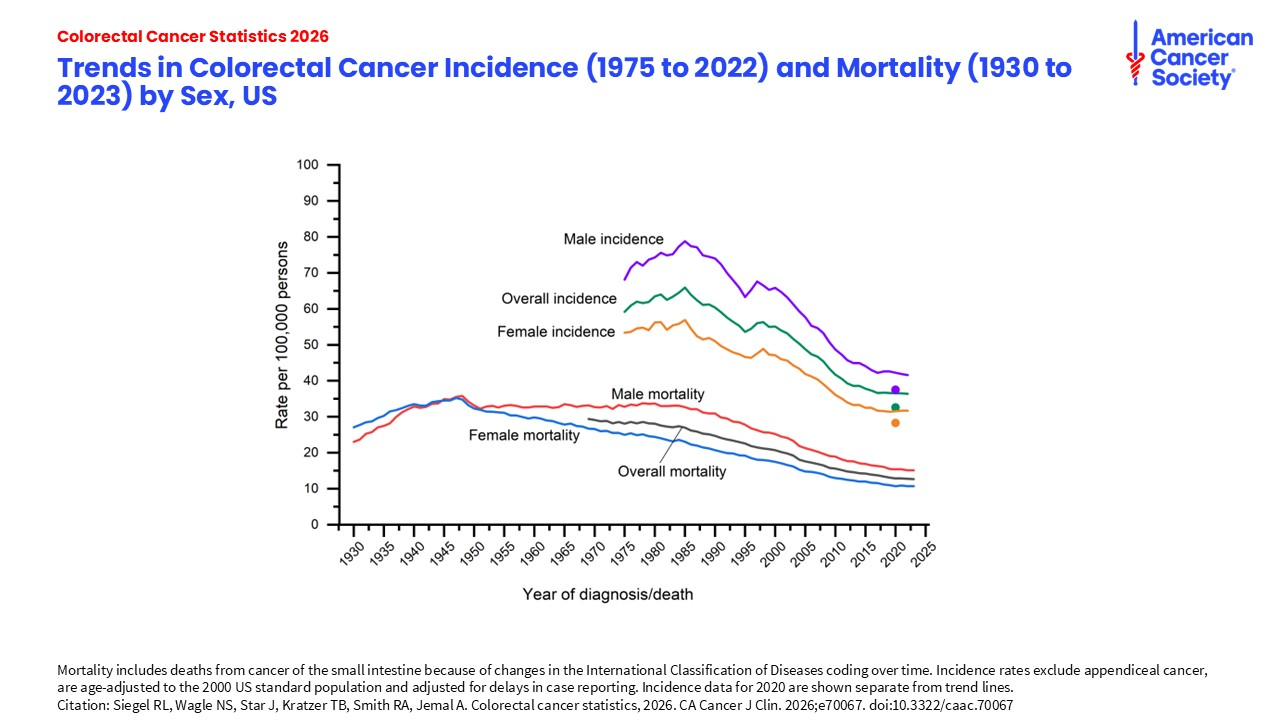 Colorectal Cancer Statistics 2026
Trends in Colorectal Cancer Incidence (1975 to 2022) and Mortality (1930 to
2023) by Sex, US
American
Cancer
Society®
100
90
80
70
60
50
40
30
20
10
0
Rate per 100,000 persons
Male incidence
Overall incidence
Female incidence
Male mortality
Female mortality
Overall mortality
1930
1935
1940
1945
1950
1955
1960
1965
1970
1975
1980
1985
1990
1995
2000
2005
2010
2015
2020
2025
Year of diagnosis/death
Mortality includes deaths from cancer of the small intestine because of changes in the International Classification of Diseases coding over time. Incidence rates exclude appendiceal cancer,
are age-adjusted to the 2000 US standard population and adjusted for delays in case reporting. Incidence data for 2020 are shown separate from trend lines.
Citation: Siegel RL, Wagle NS, Star J, Kratzer TB, Smith RA, Jemal A. Colorectal cancer statistics, 2026. CA Cancer J Clin. 2026;e70067. doi:10.3322/caac.70067